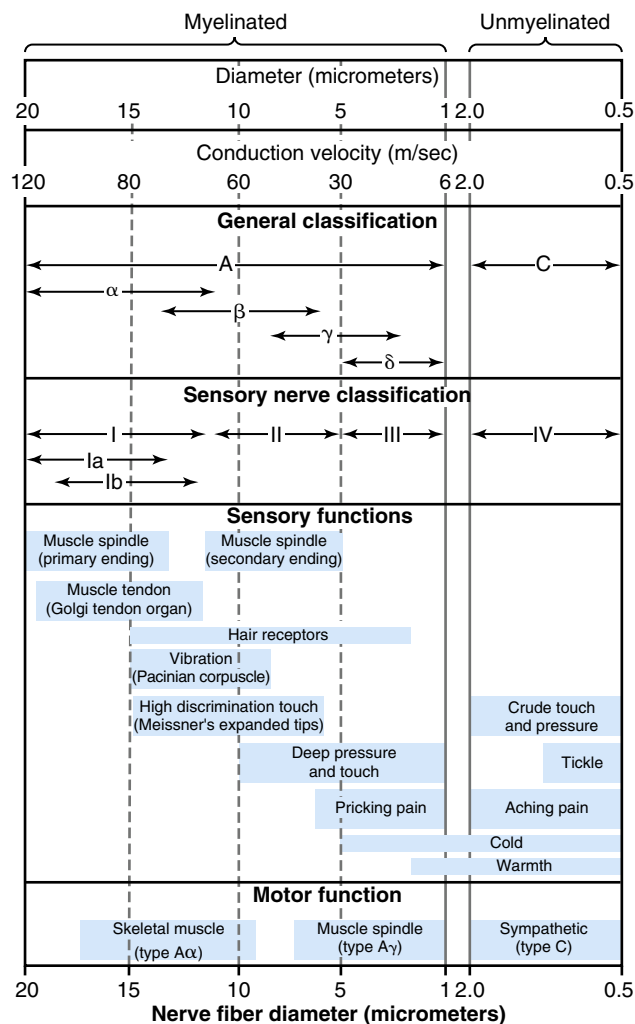 Myelinated Unmyelinated
Diameter (micrometers)
20 15 10 5 1 2.0 0.5
Conduction velocity (m/sec)
120 80 60 30 6 2.0 0.5
General classification
A C
α
β
γ
δ
Sensory nerve classification
I II III IV
Ia
Ib
Sensory functions
Muscle spindle
(primary ending)
Muscle spindle
(secondary ending)
Muscle tendon
(Golgi tendon organ)
Hair receptors
Vibration
(Pacinian corpuscle)
High discrimination touch
(Meissner's expanded tips)
Crude touch
and pressure
Deep pressure
and touch
Tickle
Pricking pain
Aching pain
Cold
Warmth
Motor function
Skeletal muscle
(type Aα)
Muscle spindle
(type Aγ)
Sympathetic
(type C)
20 15 10 5 1 2.0 0.5
Nerve fiber diameter (micrometers)